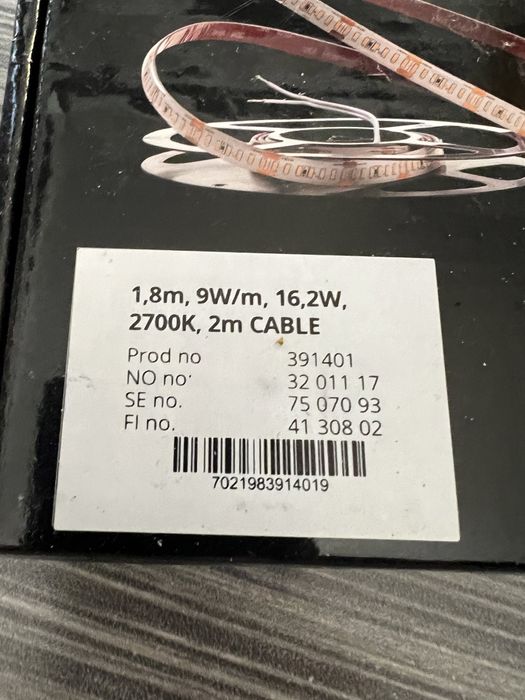 1,8m, 9W/m, 16,2W,
2700K, 2m CABLE
Prod no 391401
NO no. 32 011 17
SE no. 75 070 93
FI no. 41 308 02
7021983914019